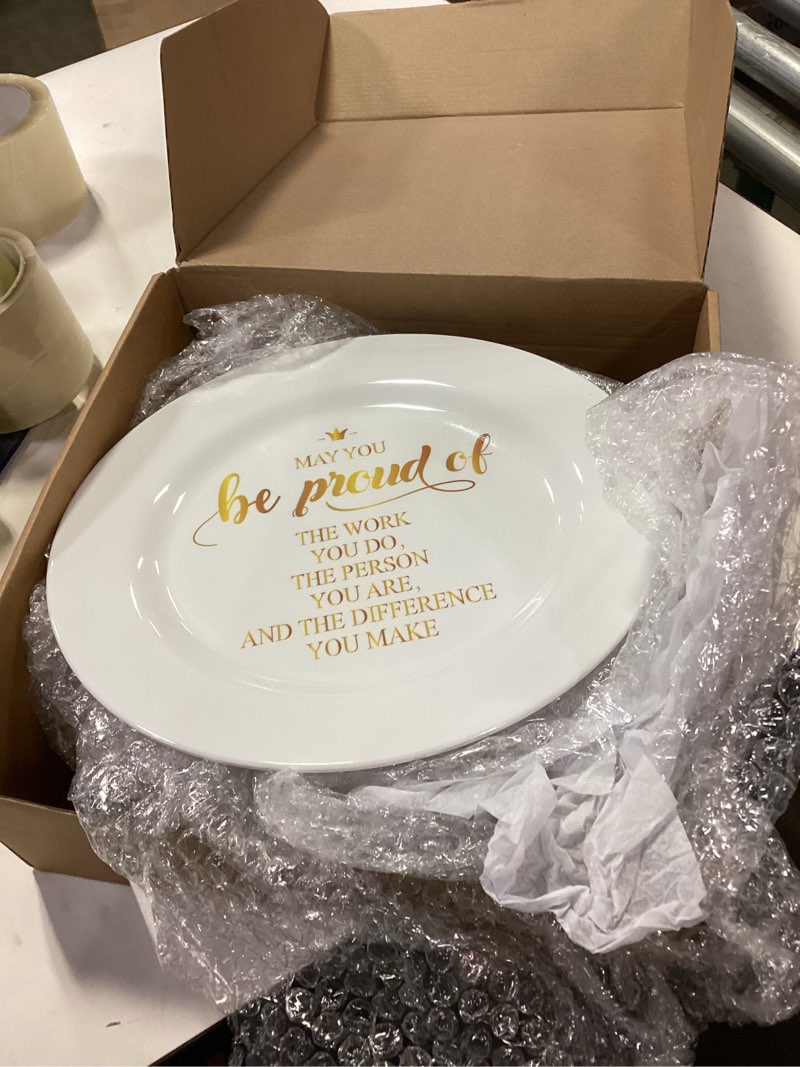 MAY YOU
be proud of
THE WORK
YOU DO,
THE PERSON
YOU ARE,
AND THE DIFFERENCE
YOU MAKE